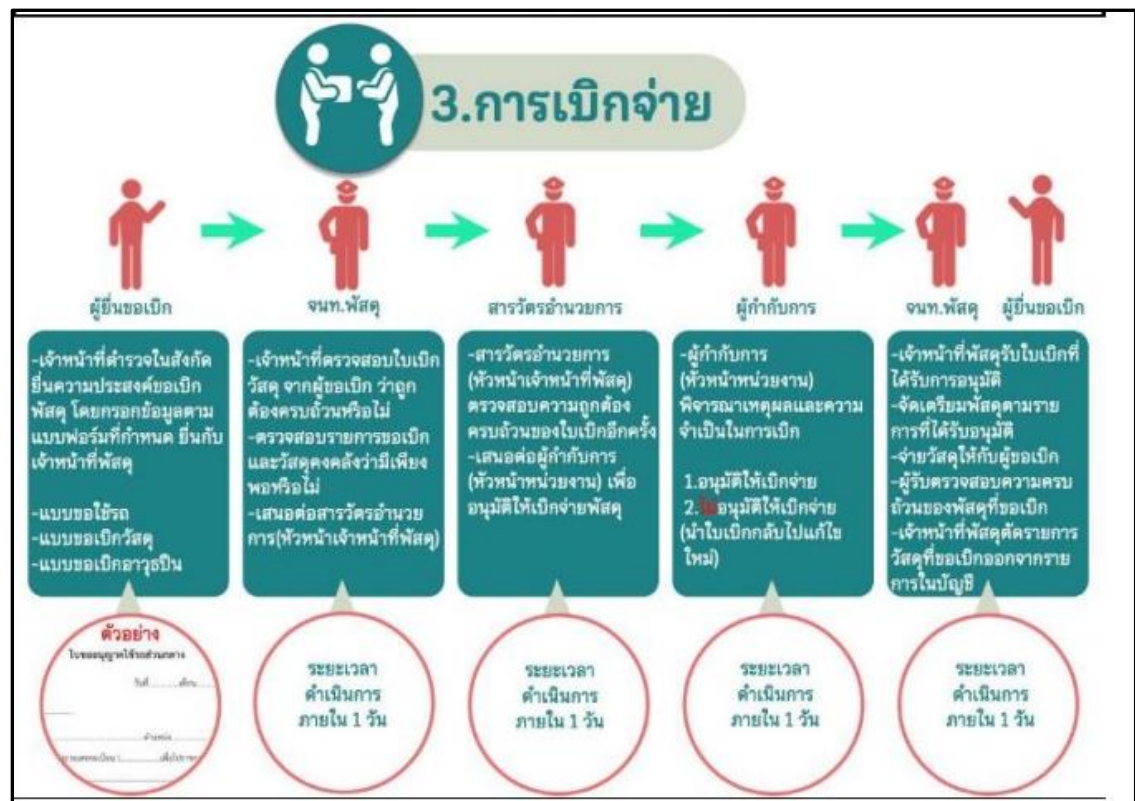 3.การเบิกจ่าย
ผู้ยื่นขอเบิก
จนท.พัสดุ
สารวัตรอำนวยการ
ผู้กำกับการ
จนท.พัสดุ
ผู้ยื่นขอเบิก
-เจ้าหน้าที่ตำรวจในสังกัด
ยื่นความประสงค์ขอเบิก
พัสดุ โดยกรอกข้อมูลตาม
แบบฟอร์มที่กำหนด ยื่นกับ
เจ้าหน้าที่พัสดุ
-แบบขอใช้รถ
-แบบขอเบิกวัสดุ
-แบบขอเบิกอาวุธปืน
-เจ้าหน้าที่ตรวจสอบใบเบิก
วัสดุ จากผู้ขอเบิก ว่าถูก
ต้องครบถ้วนหรือไม่
-ตรวจสอบรายการขอเบิก
และวัสดุคงคลังว่ามีเพียง
พอหรือไม่
-เสนอต่อสารวัตรอำนวย
การ(หัวหน้าเจ้าหน้าที่พัสดุ)
-สารวัตรอำนวยการ
(หัวหน้าเจ้าหน้าที่พัสดุ)
ตรวจสอบความถูกต้อง
ครบถ้วนของใบเบิกอีกครั้ง
-เสนอต่อผู้กำกับการ
(หัวหน้าหน่วยงาน) เพื่อ
อนุมัติให้เบิกจ่ายพัสดุ
-ผู้กำกับการ
(หัวหน้าหน่วยงาน)
พิจารณาเหตุผลและความ
จำเป็นในการเบิก
1.อนุมัติให้เบิกจ่าย
2.ไม่อนุมัติให้เบิกจ่าย
(นำใบเบิกกลับไปแก้ไข
ใหม่)
-เจ้าหน้าที่พัสดุรับใบเบิกที่
ได้รับการอนุมัติ
-จัดเตรียมพัสดุตามราย
การที่ได้รับอนุมัติ
-จ่ายวัสดุให้กับผู้ขอเบิก
-ผู้รับตรวจสอบความครบ
ถ้วนของพัสดุที่ขอเบิก
-เจ้าหน้าที่พัสดุตัดรายการ
วัสดุที่ขอเบิกออกจากราย
การในบัญชี
ตัวอย่าง
ใบขออนุญาตใช้รถส่วนกลาง
วันที่............เดือน.......
ตำแหน่ง
ระยะเวลา
ดำเนินการ
ภายใน 1 วัน
ระยะเวลา
ดำเนินการ
ภายใน 1 วัน
ระยะเวลา
ดำเนินการ
ภายใน 1 วัน
ระยะเวลา
ดำเนินการ
ภายใน 1 วัน